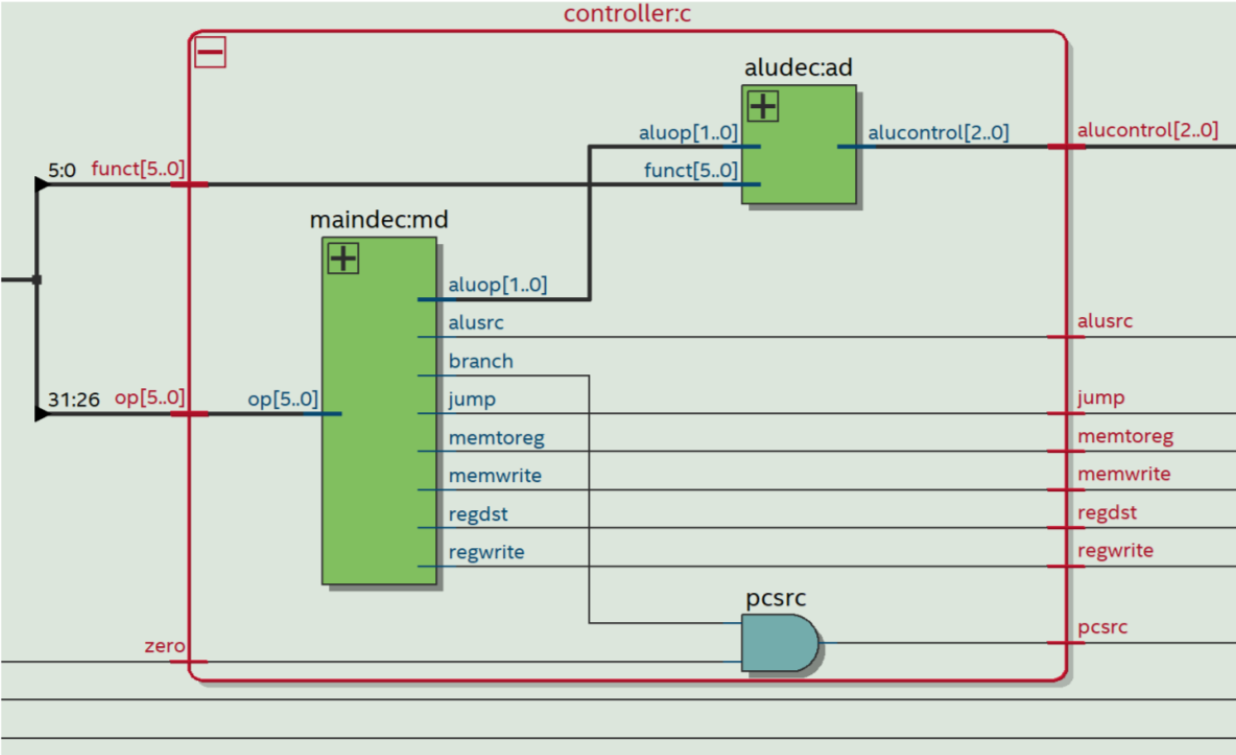 controller:c
aludec:ad
aluop[1..0] alucontrol[2..0] alucontrol[2..0]
5:0 funct[5..0] funct[5..0]
maindec:md
aluop[1..0]
alusrc alusrc
branch
31:26 op[5..0] op[5..0] jump jump
memtoreg memtoreg
memwrite memwrite
regdst regdst
regwrite regwrite
pcsrc
zero pcsrc